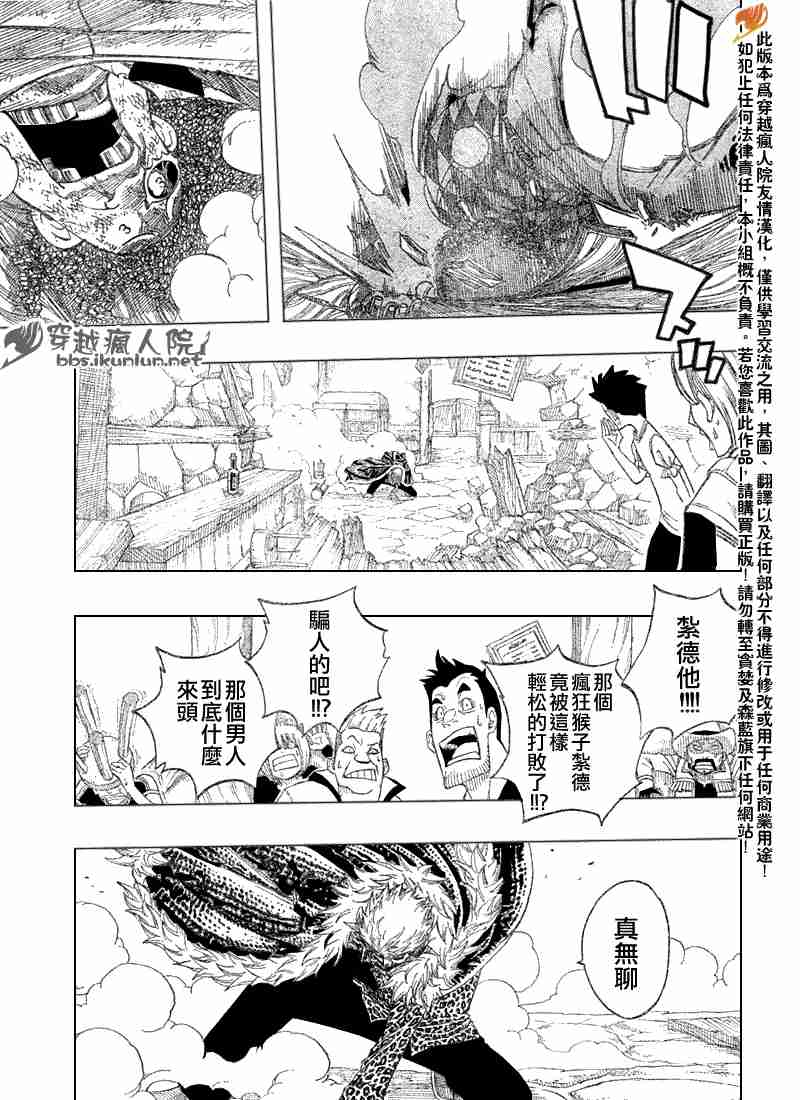 此版本爲穿越瘋人院友情漢化，僅供學習交流之用，其圖、翻譯以及任何部分不得進行修改或用于任何商業用途！
如犯止任何法律責任，本小組概不負責。若您喜歡此作品，請購買正版！請勿轉至貪婪及森藍旗下任何網站！
穿越瘋人院
bbs.ikunlun.net
紮德他!!!!
那個
瘋狂猴子紮德
竟被這樣
輕松的打敗了!?
騙人的吧!!?
那個男人
到底什麼
來頭
真無聊